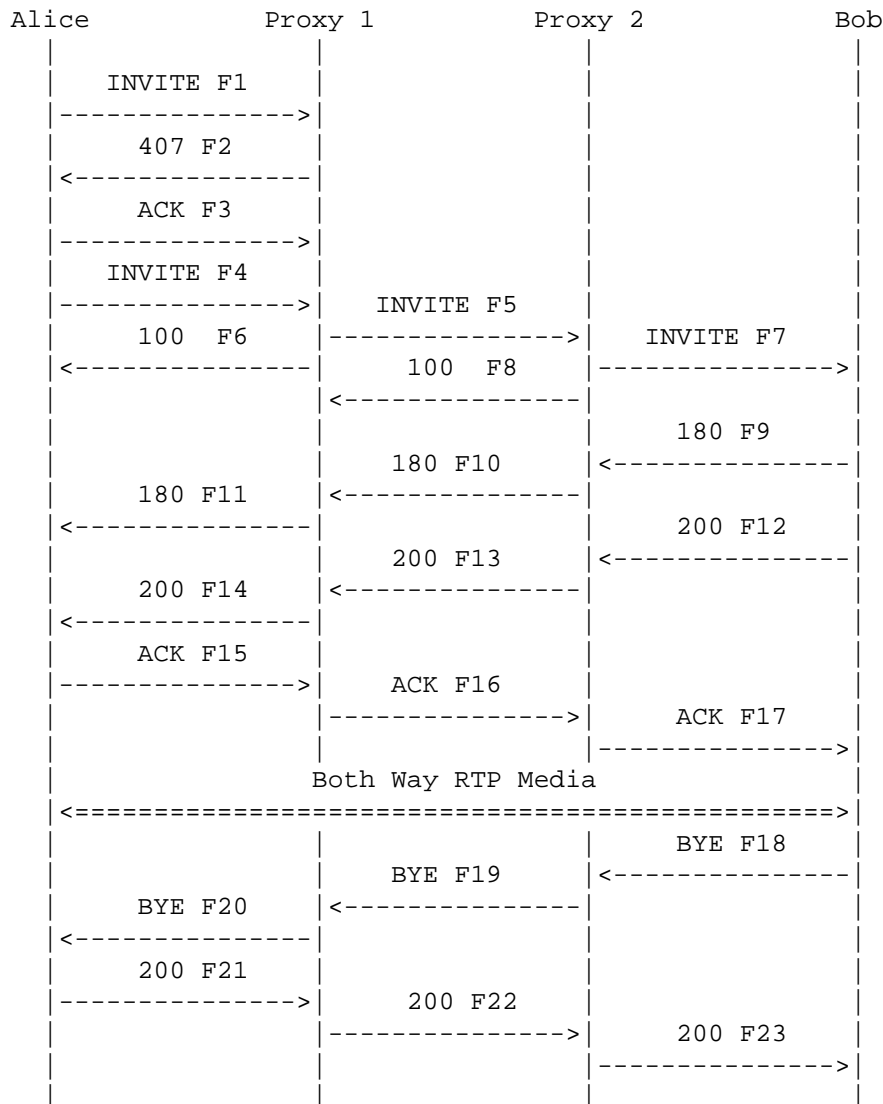 Alice Proxy 1 Proxy 2 Bob
INVITE F1
407 F2
ACK F3
INVITE F4
INVITE F5
100 F6 INVITE F7
100 F8
180 F9
180 F10
180 F11
200 F12
200 F13
200 F14
ACK F15
ACK F16
ACK F17
Both Way RTP Media
BYE F18
BYE F19
BYE F20
200 F21
200 F22
200 F23